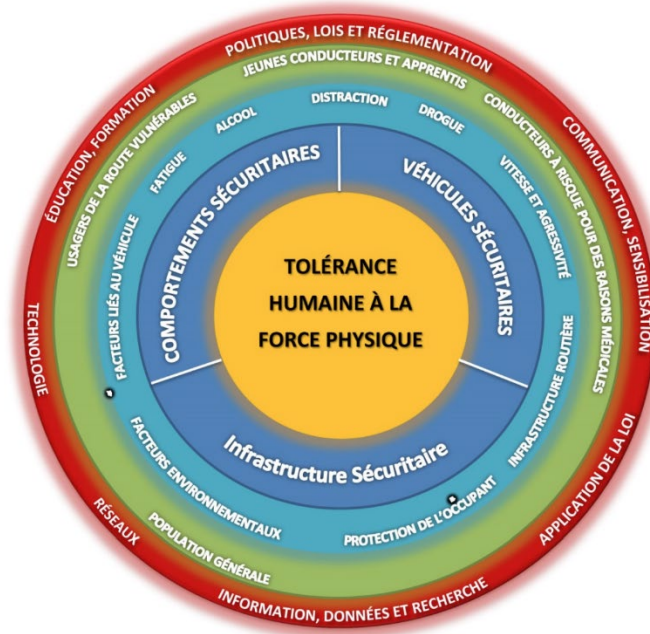 POLITIQUES, LOIS ET RÉGLEMENTATION
COMMUNICATION, SENSIBILISATION
APPLICATION DE LA LOI
INFORMATION, DONNÉES ET RECHERCHE
RÉSEAUX
TECHNOLOGIE
ÉDUCATION, FORMATION
JEUNES CONDUCTEURS ET APPRENTIS
CONDUCTEURS À RISQUE POUR DES RAISONS MÉDICALES
POPULATION GÉNÉRALE
USAGERS DE LA ROUTE VULNÉRABLES
DISTRACTION
DROGUE
VITESSE ET AGRESSIVITÉ
INFRASTRUCTURE ROUTIÈRE
PROTECTION DE L'OCCUPANT
FACTEURS ENVIRONNEMENTAUX
FACTEURS LIÉS AU VÉHICULE
FATIGUE
ALCOOL
COMPORTEMENTS SÉCURITAIRES
VÉHICULES SÉCURITAIRES
Infrastructure Sécuritaire
TOLÉRANCE
HUMAINE À LA
FORCE PHYSIQUE